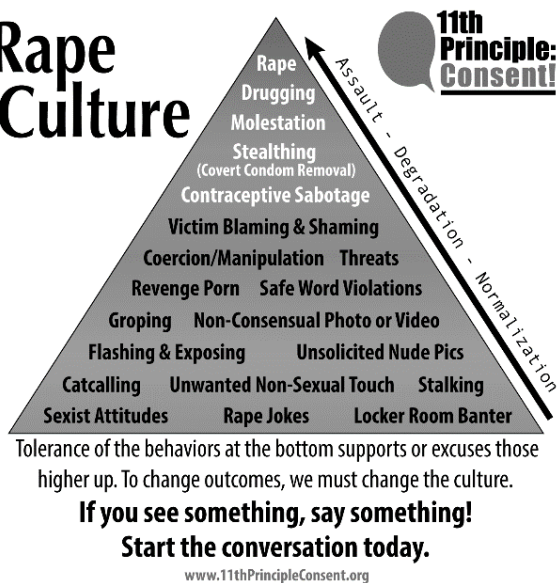 Rape
Culture
11th
Principle:
Consent!
Assault - Degradation - Normalization
Rape
Drugging
Molestation
Stealthing
(Covert Condom Removal)
Contraceptive Sabotage
Victim Blaming & Shaming
Coercion/Manipulation Threats
Revenge Porn Safe Word Violations
Groping Non-Consensual Photo or Video
Flashing & Exposing Unsolicited Nude Pics
Catcalling Unwanted Non-Sexual Touch Stalking
Sexist Attitudes Rape Jokes Locker Room Banter
Tolerance of the behaviors at the bottom supports or excuses those
higher up. To change outcomes, we must change the culture.
If you see something, say something!
Start the conversation today.
www.11thPrincipleConsent.org